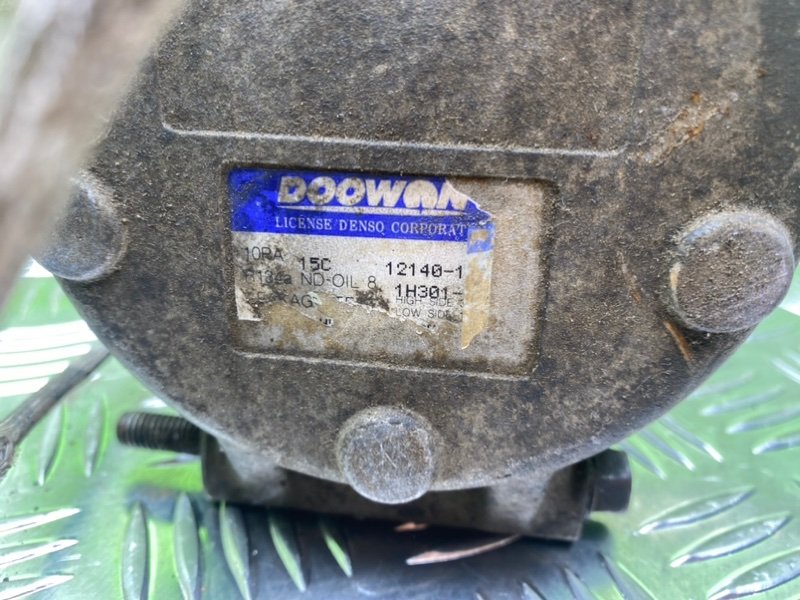 DOOWON
LICENSE DENSO CORPORAT
10PA 15C 12140-1
R134a ND-OIL 8 1H301-
HIGH SIDE
LOW SIDE